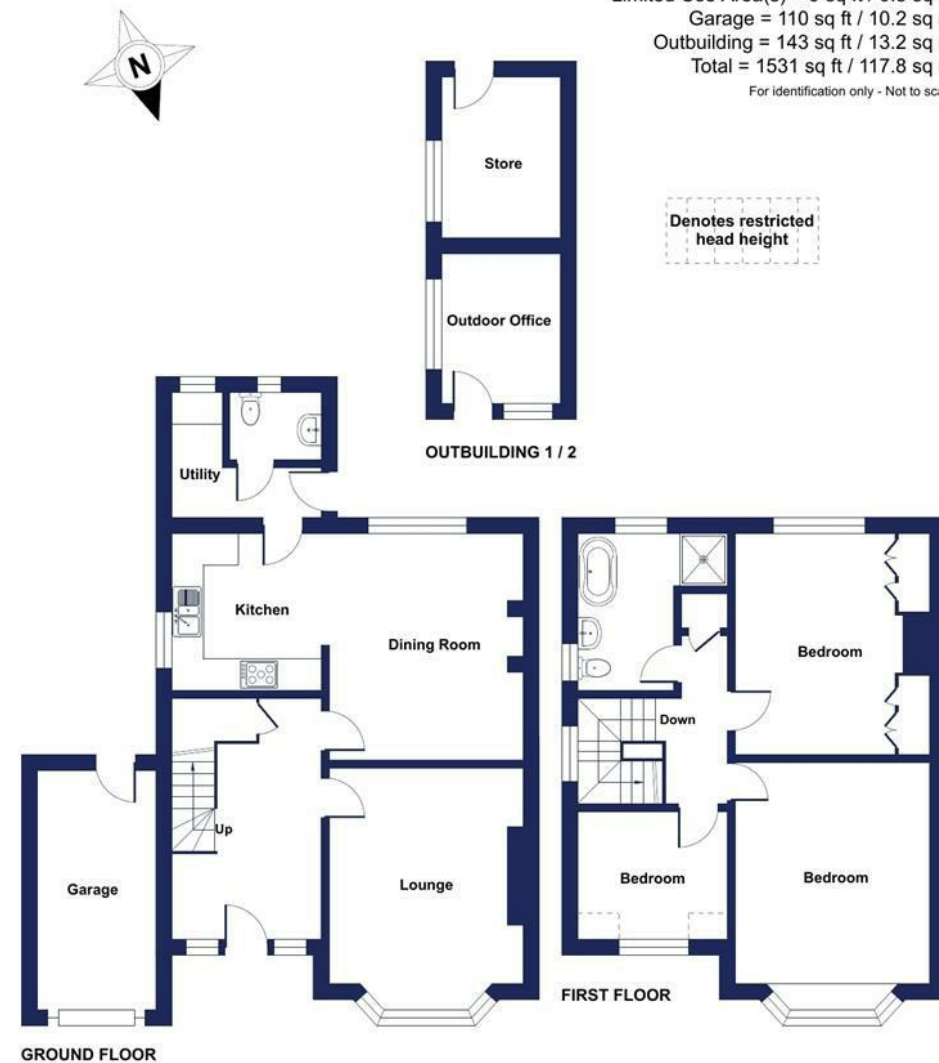 Garage = 110 sq ft / 10.2 sq
Outbuilding = 143 sq ft / 13.2 sq
Total = 1531 sq ft / 117.8 sq
For identification only - Not to
N
Store
Denotes restricted
head height
Outdoor Office
OUTBUILDING 1 / 2
Utility
Kitchen
Dining Room
Bedroom
Down
Up
Garage
Lounge
Bedroom
Bedroom
FIRST FLOOR
GROUND FLOOR